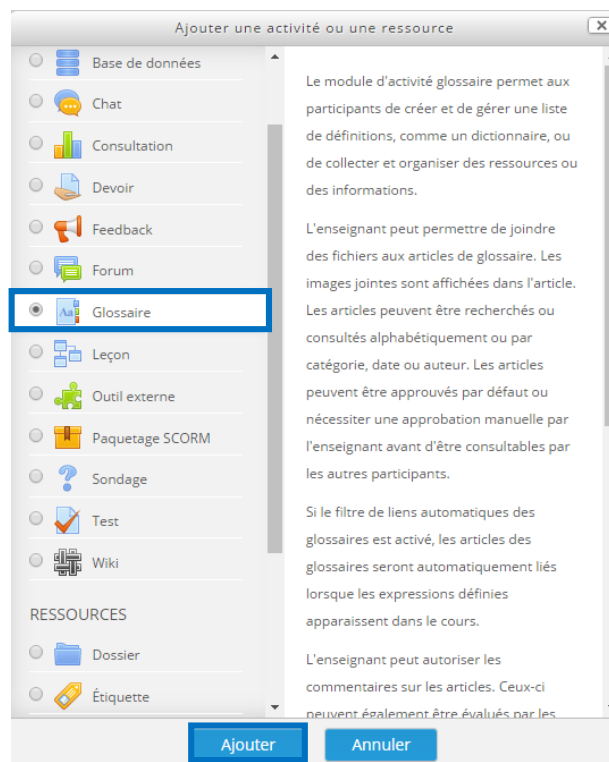 Ajouter une activité ou une ressource
X
Base de données
Chat
Consultation
Devoir
Feedback
Forum
Aa
Glossaire
Leçon
Outil externe
Paquetage SCORM
Sondage
Test
Wiki
RESSOURCES
Dossier
Étiquette
Le module d'activité glossaire permet aux
participants de créer et de gérer une liste
de définitions, comme un dictionnaire, ou
de collecter et organiser des ressources ou
des informations.
L'enseignant peut permettre de joindre
des fichiers aux articles de glossaire. Les
images jointes sont affichées dans l'article.
Les articles peuvent être recherchés ou
consultés alphabétiquement ou par
catégorie, date ou auteur. Les articles
peuvent être approuvés par défaut ou
nécessiter une approbation manuelle par
l'enseignant avant d'être consultables par
les autres participants.
Si le filtre de liens automatiques des
glossaires est activé, les articles des
glossaires seront automatiquement liés
lorsque les expressions définies
apparaissent dans le cours.
L'enseignant peut autoriser les
commentaires sur les articles. Ceux-ci
peuvent également être évalués par les
Ajouter
Annuler